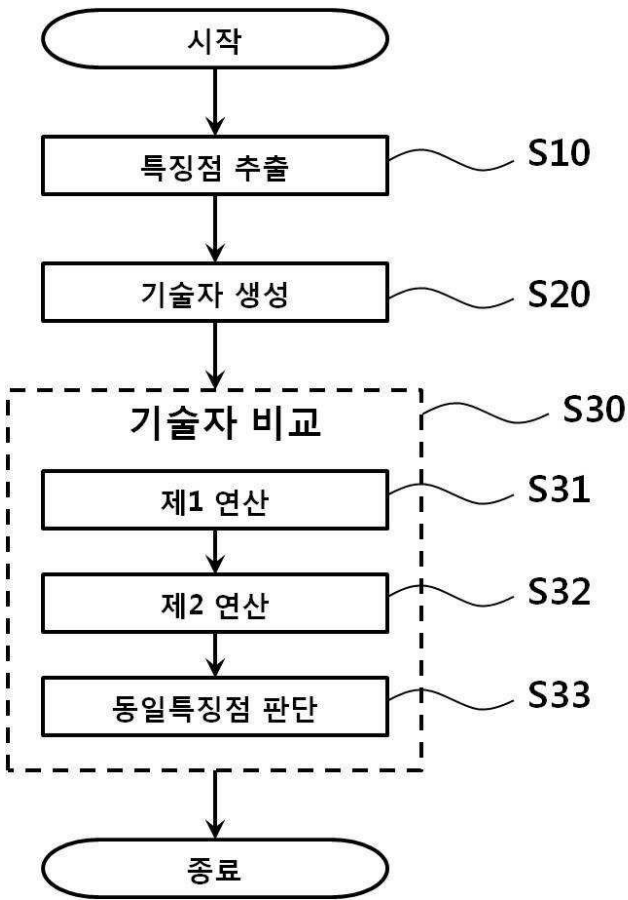 시작
특징점 추출
S10
기술자 생성
S20
기술자 비교
S30
제1 연산
S31
제2 연산
S32
동일특징점 판단
S33
종료